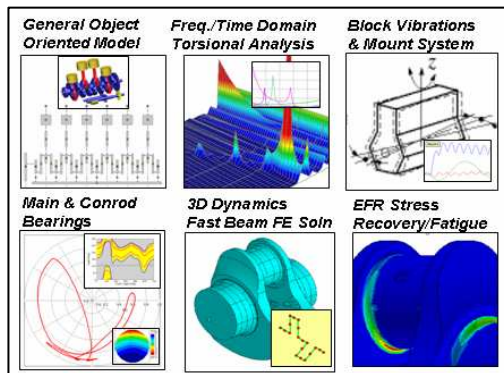 General Object
Oriented Model
Freq./Time Domain
Torsional Analysis
Block Vibrations
& Mount System
Z
Main & Conrod
Bearings
3D Dynamics
Fast Beam FE Soln
EFR Stress
Recovery/Fatigue